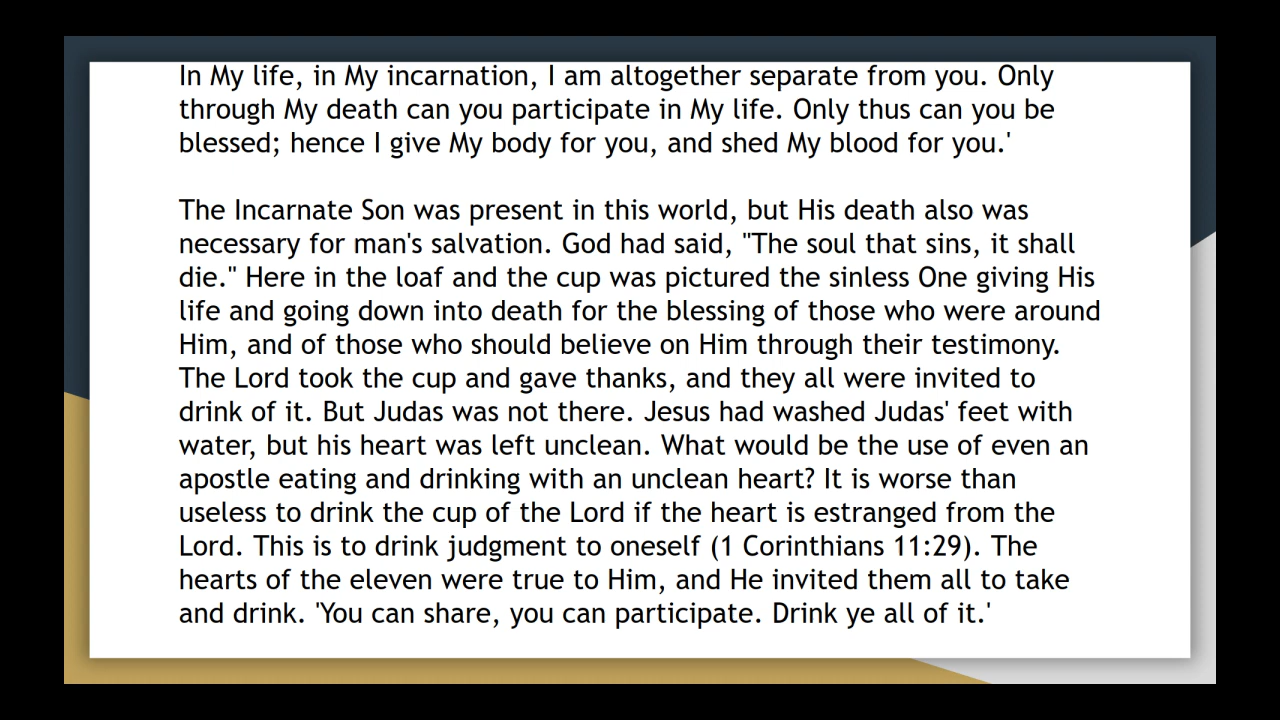 In My life, in My incarnation, I am altogether separate from you. Only
through My death can you participate in My life. Only thus can you be
blessed; hence I give My body for you, and shed My blood for you.'
The Incarnate Son was present in this world, but His death also was
necessary for man's salvation. God had said, "The soul that sins, it shall
die." Here in the loaf and the cup was pictured the sinless One giving His
life and going down into death for the blessing of those who were around
Him, and of those who should believe on Him through their testimony.
The Lord took the cup and gave thanks, and they all were invited to
drink of it. But Judas was not there. Jesus had washed Judas' feet with
water, but his heart was left unclean. What would be the use of even an
apostle eating and drinking with an unclean heart? It is worse than
useless to drink the cup of the Lord if the heart is estranged from the
Lord. This is to drink judgment to oneself (1 Corinthians 11:29). The
hearts of the eleven were true to Him, and He invited them all to take
and drink. 'You can share, you can participate. Drink ye all of it.'